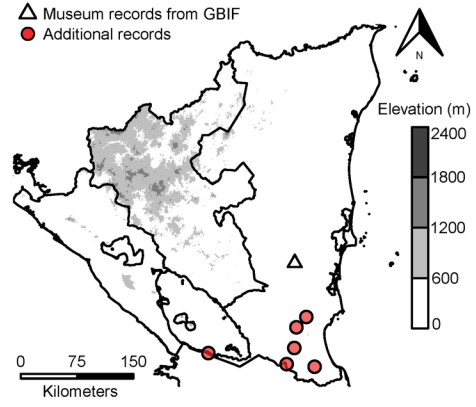 Museum records from GBIF
Additional records
N
Elevation (m)
2400
1800
1200
600
0
0 75 150
Kilometers